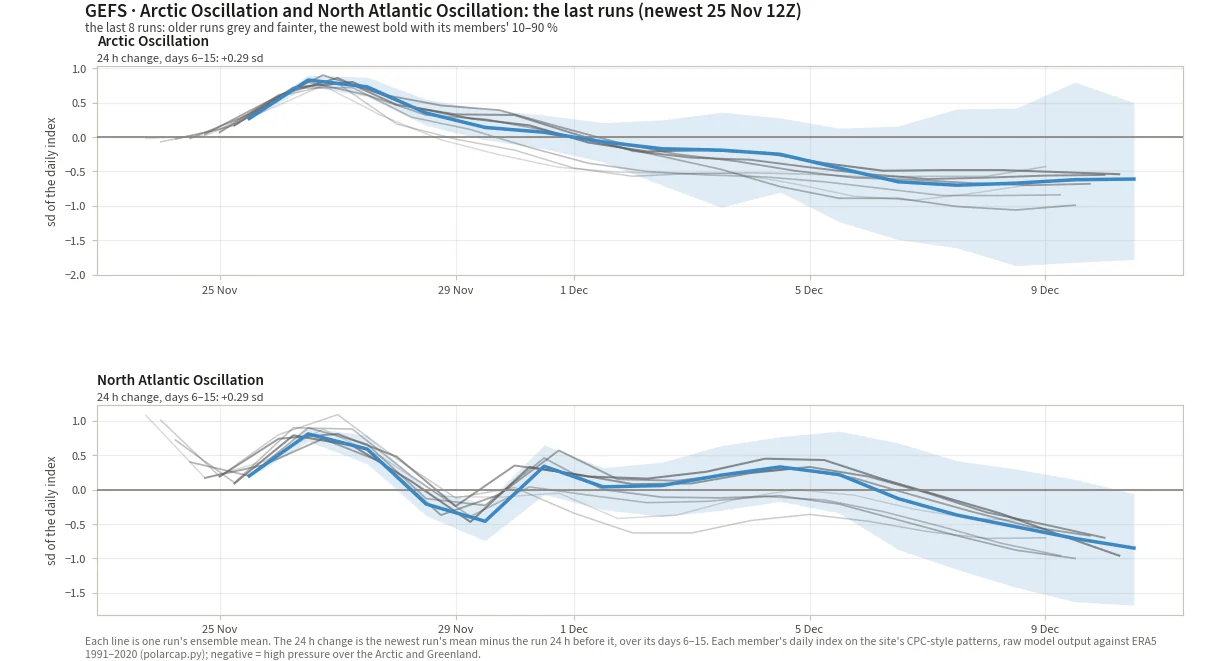 GEFS · Arctic Oscillation and North Atlantic Oscillation: the last runs (newest 25 Nov 12Z)
the last 8 runs: older runs grey and fainter, the newest bold with its members' 10–90 %
Arctic Oscillation
24 h change, days 6–15: +0.29 sd
sd of the daily index
1.0
0.5
0.0
−0.5
−1.0
−1.5
−2.0
25 Nov
29 Nov
1 Dec
5 Dec
9 Dec
North Atlantic Oscillation
24 h change, days 6–15: +0.29 sd
sd of the daily index
1.0
0.5
0.0
−0.5
−1.0
−1.5
25 Nov
29 Nov
1 Dec
5 Dec
9 Dec
Each line is one run's ensemble mean. The 24 h change is the newest run's mean minus the run 24 h before it, over its days 6–15. Each member's daily index on the site's CPC-style patterns, raw model output against ERA5
1991–2020 (polarcap.py); negative = high pressure over the Arctic and Greenland.